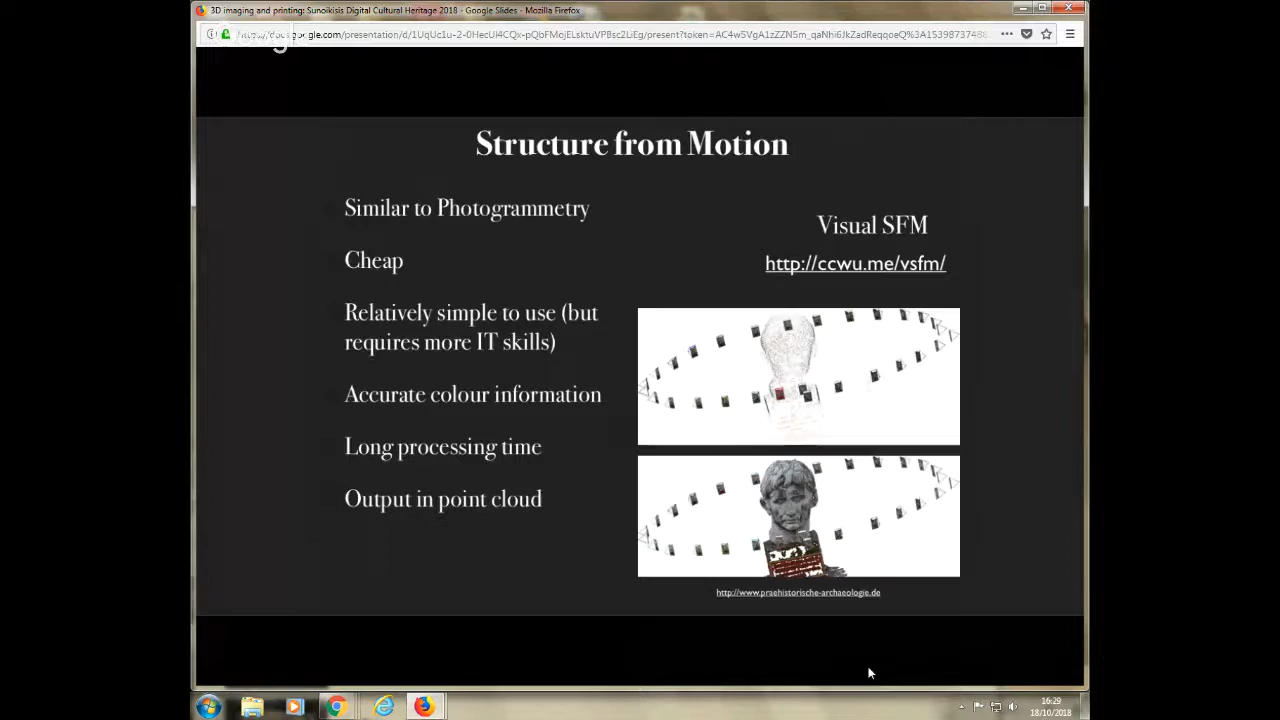 3D imaging and printing: Sunoikisis Digital Cultural Heritage 2018 - Google Slides - Mozilla Firefox
Google
Structure from Motion
Similar to Photogrammetry
Cheap
Relatively simple to use (but
requires more IT skills)
Accurate colour information
Long processing time
Output in point cloud
Visual SFM
http://ccwu.me/vsfm/
http://www.praehistorische-archaeologie.de
16:29
18/10/2018